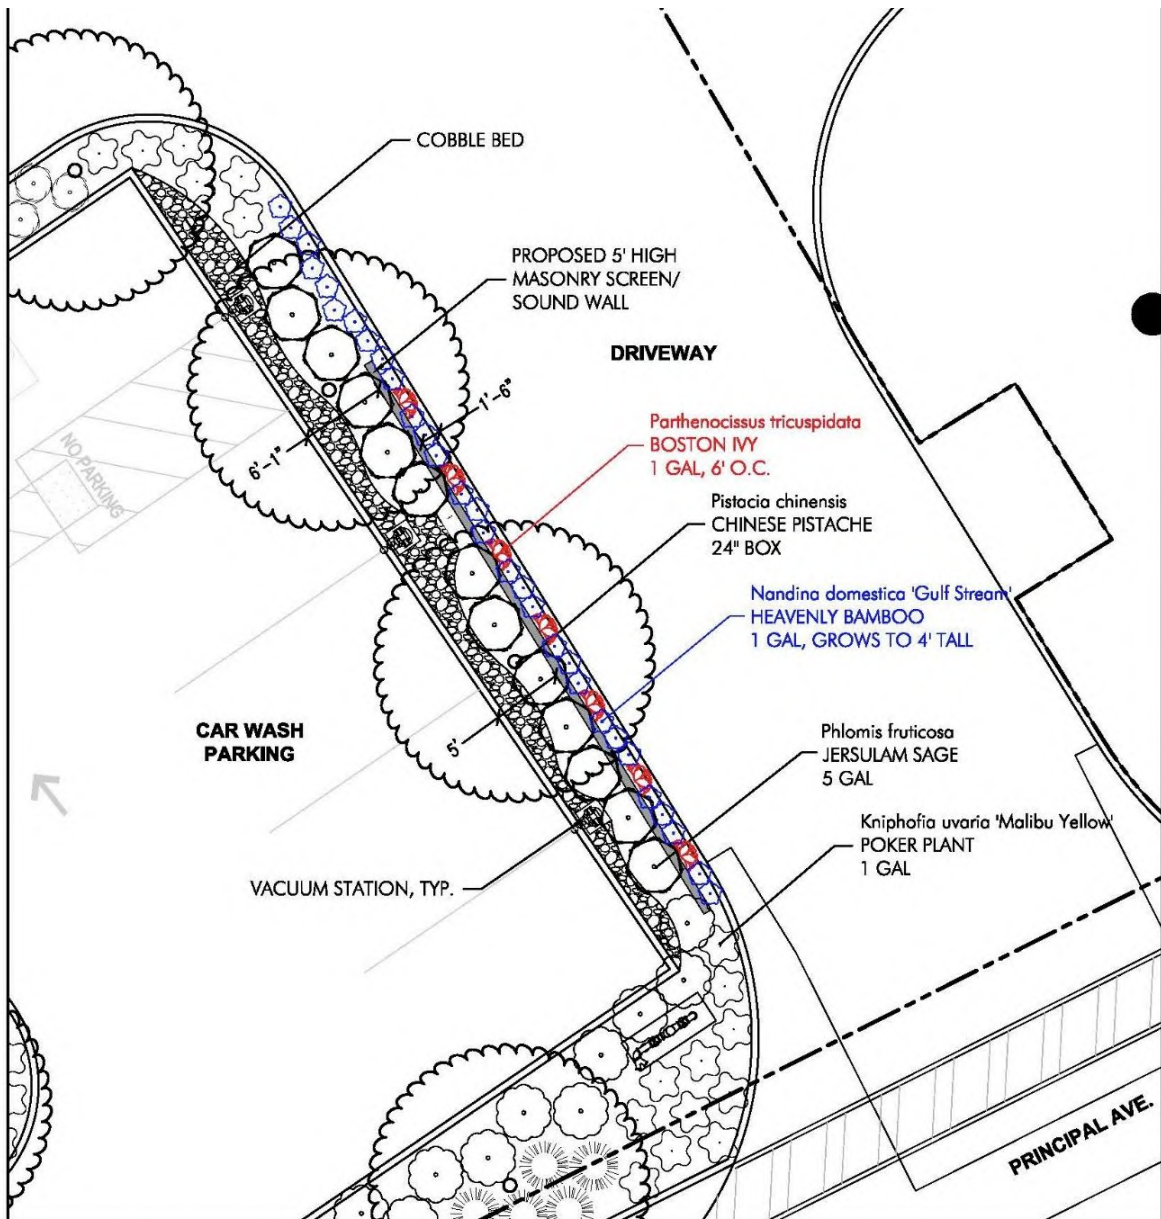 COBBLE BED
PROPOSED 5' HIGH
MASONRY SCREEN/
SOUND WALL
DRIVEWAY
1'-6"
6'-1"
NO PARKING
Parthenocissus tricuspidata
BOSTON IVY
1 GAL, 6' O.C.
Pistacia chinensis
CHINESE PISTACHE
24" BOX
Nandina domestica 'Gulf Stream'
HEAVENLY BAMBOO
1 GAL, GROWS TO 4' TALL
CAR WASH
PARKING
5'
Phlomis fruticosa
JERSULAM SAGE
5 GAL
Kniphofia uvaria 'Malibu Yellow'
POKER PLANT
1 GAL
VACUUM STATION, TYP.
PRINCIPAL AVE.